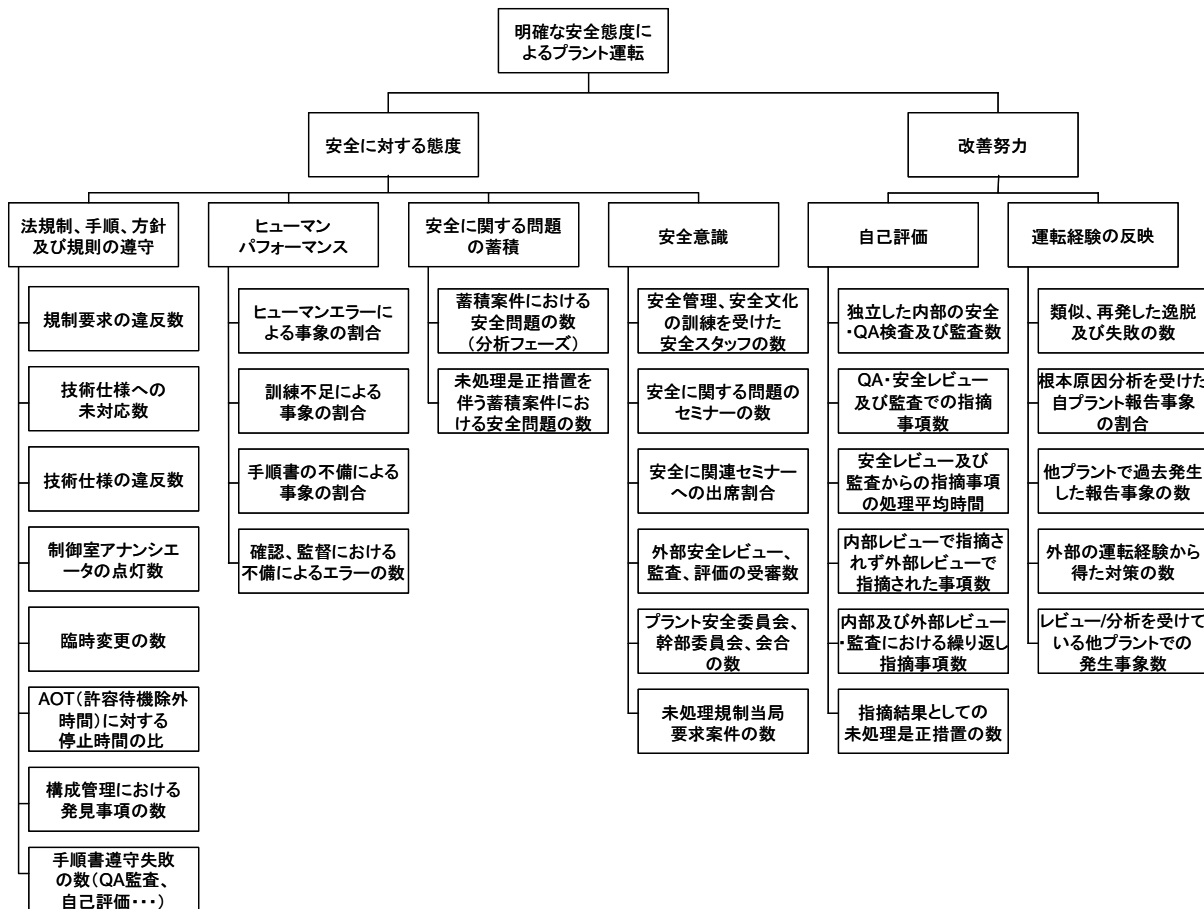 明確な安全態度に
よるプラント運転
安全に対する態度
改善努力
法規制、手順、方針
及び規則の遵守
ヒューマン
パフォーマンス
安全に関する問題
の蓄積
安全意識
自己評価
運転経験の反映
規制要求の違反数
技術仕様への
未対応数
技術仕様の違反数
制御室アナンシエ
ータの点灯数
臨時変更の数
AOT(許容待機除外
時間)に対する
停止時間の比
構成管理における
発見事項の数
手順書遵守失敗
の数(QA監査、
自己評価・・・)
ヒューマンエラーに
よる事象の割合
訓練不足による
事象の割合
手順書の不備による
事象の割合
確認、監督における
不備によるエラーの数
蓄積案件における
安全問題の数
(分析フェーズ)
未処理是正措置を
伴う蓄積案件にお
ける安全問題の数
安全管理、安全文化
の訓練を受けた
安全スタッフの数
安全に関する問題の
セミナーの数
安全に関連セミナー
への出席割合
外部安全レビュー、
監査、評価の受審数
プラント安全委員会、
幹部委員会、会合
の数
未処理規制当局
要求案件の数
独立した内部の安全
・QA検査及び監査数
QA・安全レビュー
及び監査での指摘
事項数
安全レビュー及び
監査からの指摘事項
の処理平均時間
内部レビューで指摘さ
れず外部レビューで
指摘された事項数
内部及び外部レビュー
・監査における繰り返し
指摘事項数
指摘結果としての
未処理是正措置の数
類似、再発した逸脱
及び失敗の数
根本原因分析を受けた
自プラント報告事象
の割合
他プラントで過去発生
した報告事象の数
外部の運転経験から
得た対策の数
レビュー/分析を受けて
いる他プラントでの
発生事象数